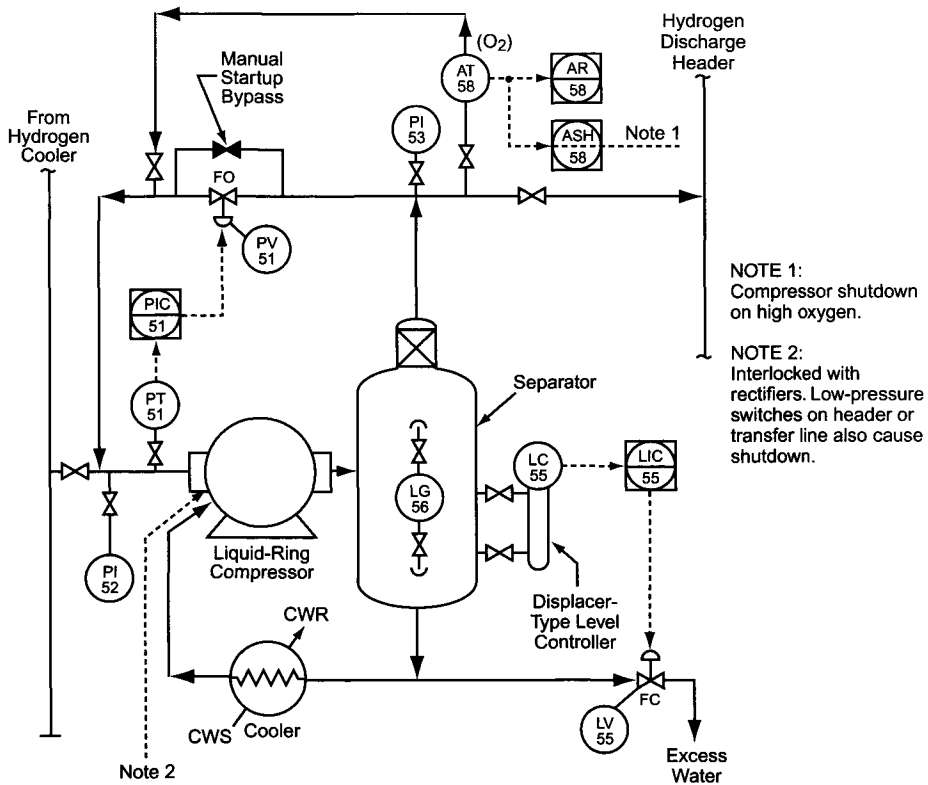 (O₂)
Hydrogen
Discharge
Header
Manual
Startup
Bypass
AT
58
AR
58
From
Hydrogen
Cooler
PI
53
ASH
58
Note 1
FO
PV
51
PIC
51
NOTE 1:
Compressor shutdown
on high oxygen.
NOTE 2:
Interlocked with
rectifiers. Low-pressure
switches on header or
transfer line also cause
shutdown.
PT
51
Separator
LC
55
LIC
55
LG
56
Liquid-Ring
Compressor
PI
52
Displacer-
Type Level
Controller
CWR
CWS
Cooler
FC
LV
55
Note 2
Excess
Water